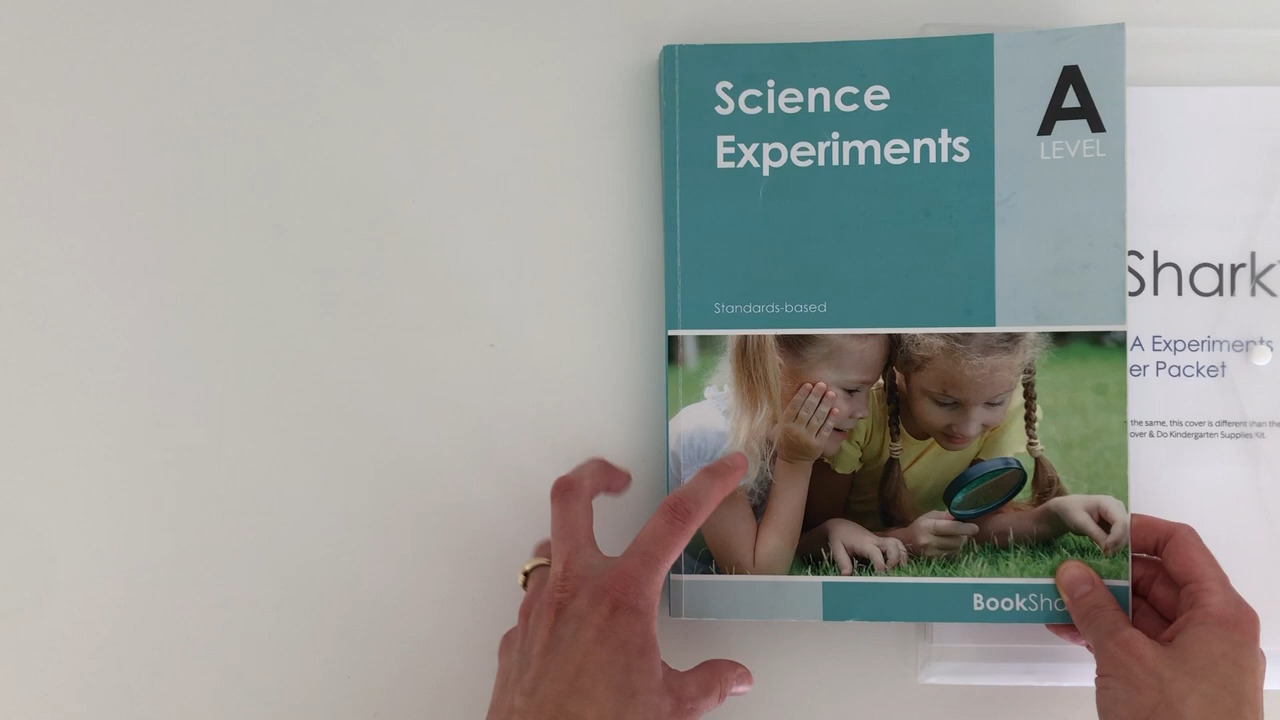 Science
Experiments
A
LEVEL
Standards-based
BookSha
Shark
A Experiments
er Packet
the same, this cover is different than the
over & Do Kindergarten Supplies Kit.